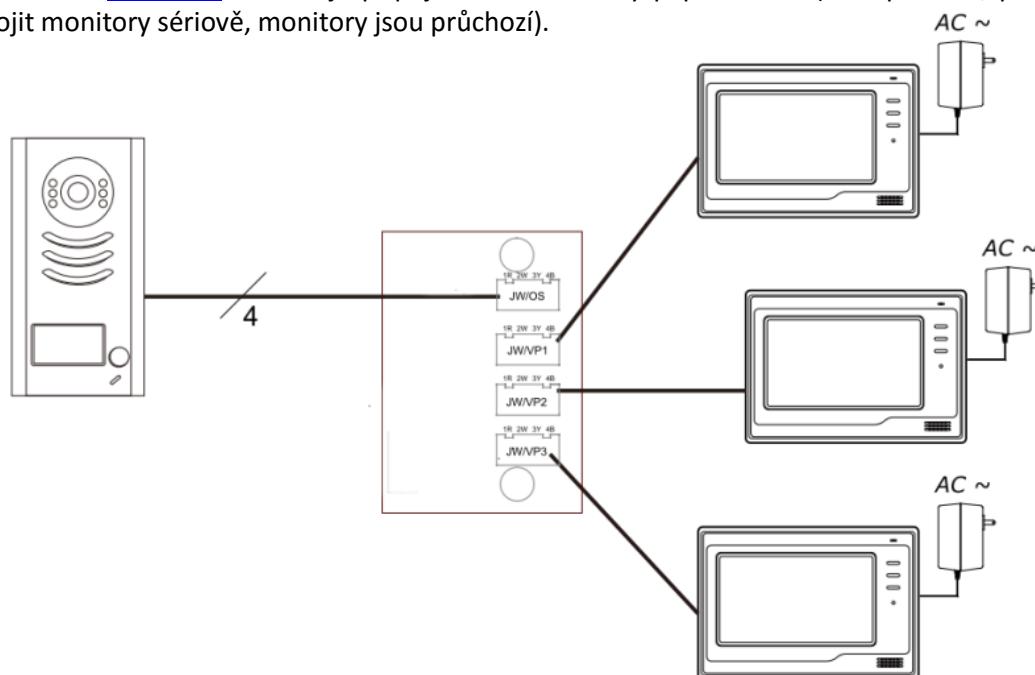 ojit monitory sériově, monitory jsou průchozí).
AC ~
AC ~
1R 2W 3Y 4B
JW/OS
4
1R 2W 3Y 4B
JW/VP1
1R 2W 3Y 4B
JW/VP2
1R 2W 3Y 4B
JW/VP3
AC ~